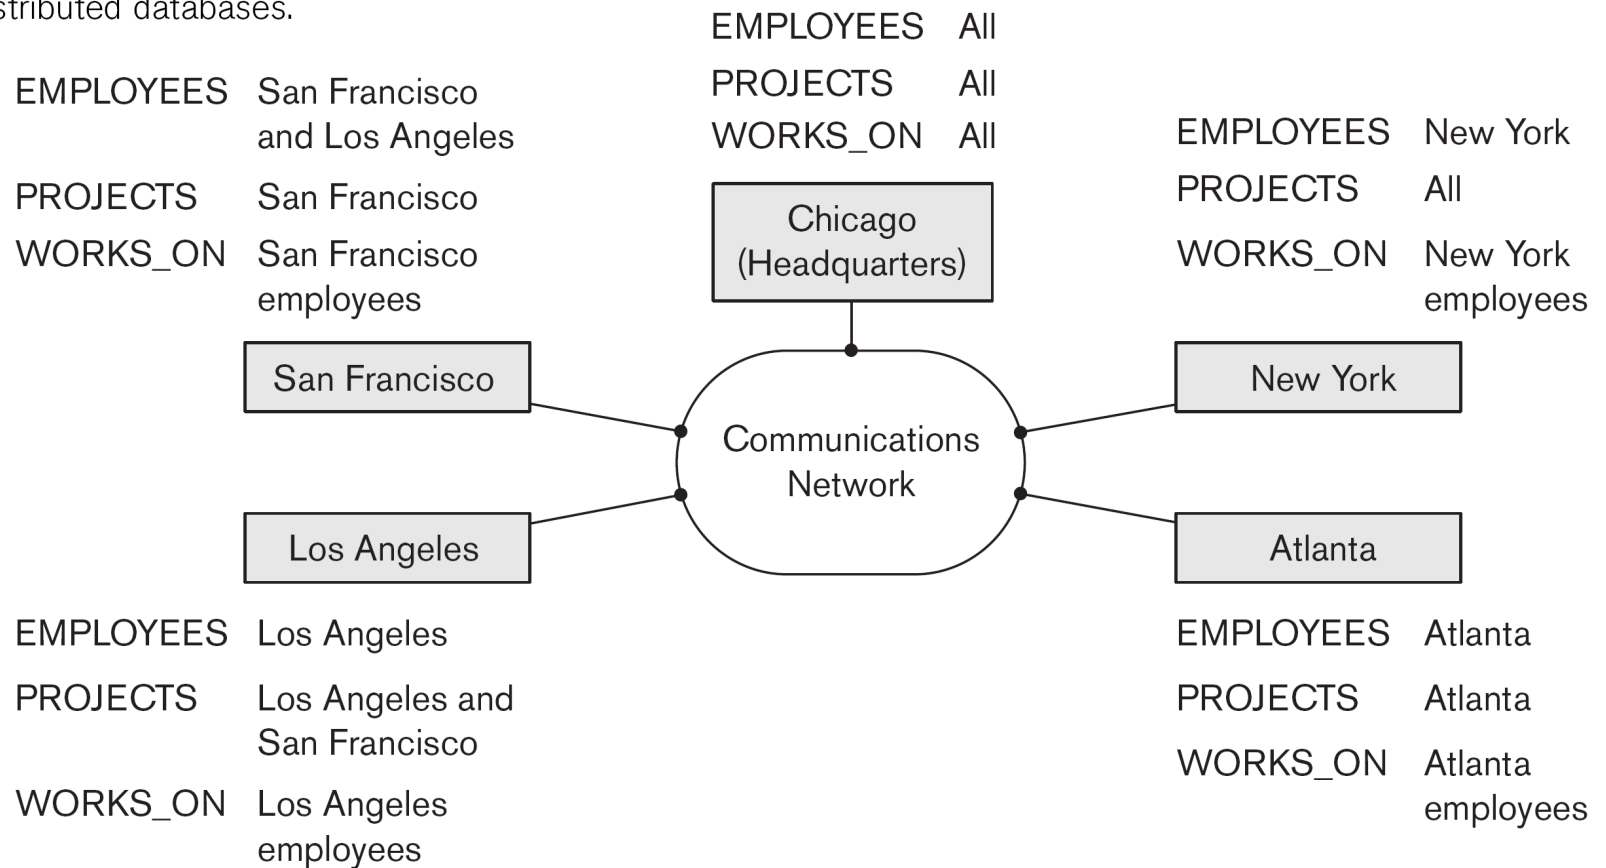 distributed databases.
EMPLOYEES All
PROJECTS All
WORKS_ON All
EMPLOYEES San Francisco
and Los Angeles
PROJECTS San Francisco
WORKS_ON San Francisco
employees
EMPLOYEES New York
PROJECTS All
WORKS_ON New York
employees
Chicago
(Headquarters)
San Francisco
New York
Communications
Network
Los Angeles
Atlanta
EMPLOYEES Los Angeles
PROJECTS Los Angeles and
San Francisco
WORKS_ON Los Angeles
employees
EMPLOYEES Atlanta
PROJECTS Atlanta
WORKS_ON Atlanta
employees